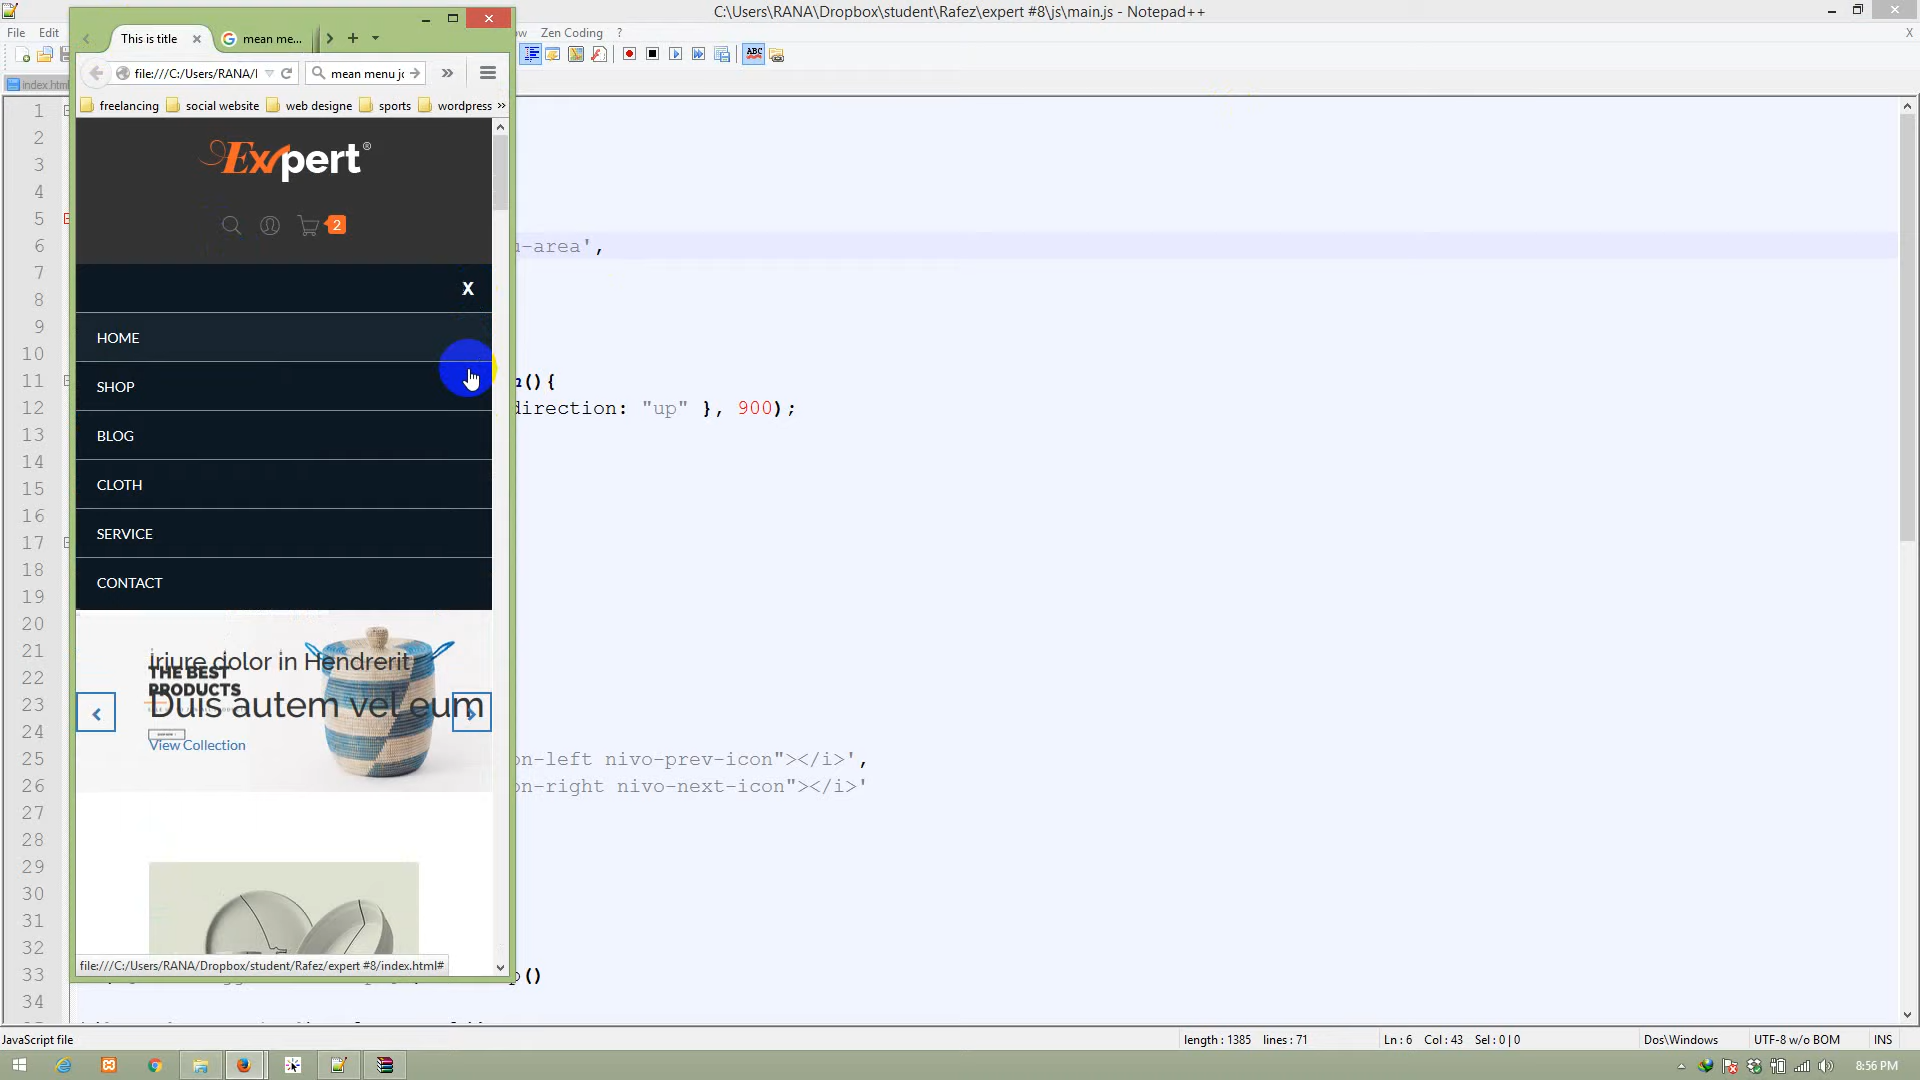 C:\Users\RANA\Dropbox\student\Rafez\expert #8\js\main.js - Notepad++
File Edit Zen Coding ?
This is title
mean me...
file:///C:/Users/RANA/
mean menu jc
freelancing social website web designe sports wordpress »
index.html
Expert®
2
X
HOME
SHOP
BLOG
CLOTH
SERVICE
CONTACT
Iriure dolor in Hendrerit
THE BEST
PRODUCTS
Duis autem vel eum
View Collection
file:///C:/Users/RANA/Dropbox/student/Rafez/expert #8/index.html#
1
2
3
4
5
6 -area',
7
8
9
10
11 (){
12 direction: "up" }, 900);
13
14
15
16
17
18
19
20
21
22
23
24
25 on-left nivo-prev-icon"></i>',
26 on-right nivo-next-icon"></i>'
27
28
29
30
31
32
33 ()
34
JavaScript file length : 1385 lines : 71 Ln : 6 Col : 43 Sel : 0 | 0 Dos\Windows UTF-8 w/o BOM INS
8:56 PM